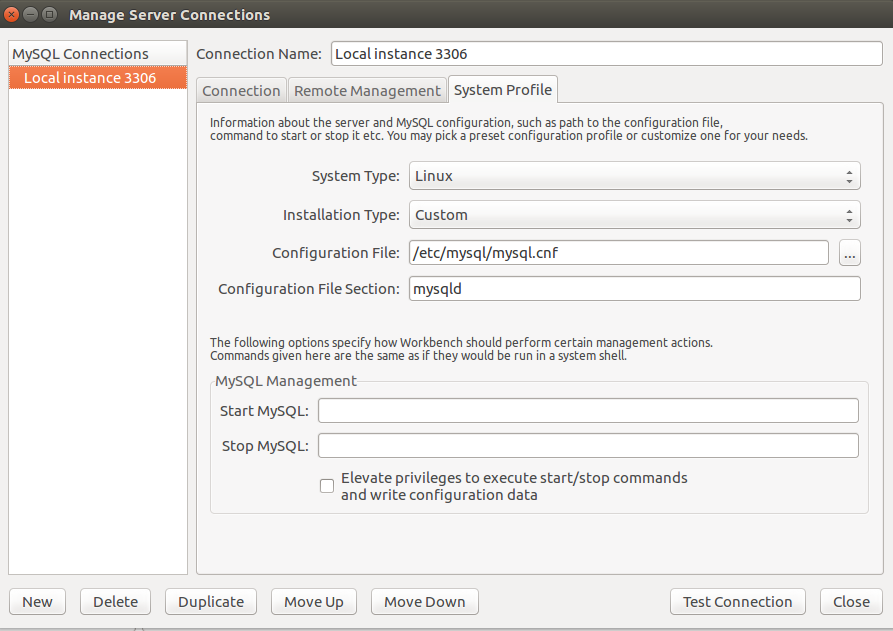 Manage Server Connections
MySQL Connections
Local instance 3306
Connection Name: Local instance 3306
Connection Remote Management System Profile
Information about the server and MySQL configuration, such as path to the configuration file,
command to start or stop it etc. You may pick a preset configuration profile or customize one for your needs.
System Type: Linux
Installation Type: Custom
Configuration File: /etc/mysql/mysql.cnf ...
Configuration File Section: mysqld
The following options specify how Workbench should perform certain management actions.
Commands given here are the same as if they would be run in a system shell.
MySQL Management
Start MySQL:
Stop MySQL:
Elevate privileges to execute start/stop commands
and write configuration data
New Delete Duplicate Move Up Move Down Test Connection Close